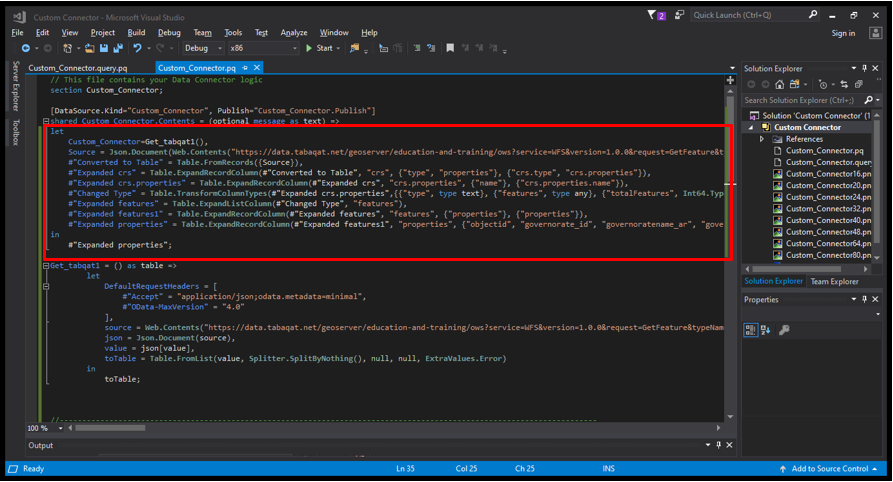 Custom Connector - Microsoft Visual Studio
2
Quick Launch (Ctrl+Q)
File Edit View Project Build Debug Team Tools Test Analyze Window Help
Sign in
Debug x86 Start
Server Explorer
Toolbox
Custom_Connector.query.pq Custom_Connector.pq
// This file contains your Data Connector logic
section Custom_Connector;
[DataSource.Kind="Custom_Connector", Publish="Custom_Connector.Publish"]
shared Custom_Connector.Contents = (optional message as text) =>
let
Custom_Connector=Get_tabqat1(),
Source = Json.Document(Web.Contents("https://data.tabaqat.net/geoserver/education-and-training/ows?service=WFS&version=1.0.0&request=GetFeature&t
#"Converted to Table" = Table.FromRecords({Source}),
#"Expanded crs" = Table.ExpandRecordColumn(#"Converted to Table", "crs", {"type", "properties"}, {"crs.type", "crs.properties"}),
#"Expanded crs.properties" = Table.ExpandRecordColumn(#"Expanded crs", "crs.properties", {"name"}, {"crs.properties.name"}),
#"Changed Type" = Table.TransformColumnTypes(#"Expanded crs.properties",{{"type", type text}, {"features", type any}, {"totalFeatures", Int64.Typ
#"Expanded features" = Table.ExpandListColumn(#"Changed Type", "features"),
#"Expanded features1" = Table.ExpandRecordColumn(#"Expanded features", "features", {"properties"}, {"properties"}),
#"Expanded properties" = Table.ExpandRecordColumn(#"Expanded features1", "properties", {"objectid", "governorate_id", "governoratename_ar", "gove
in
#"Expanded properties";
Get_tabqat1 = () as table =>
let
DefaultRequestHeaders = [
#"Accept" = "application/json;odata.metadata=minimal",
#"OData-MaxVersion" = "4.0"
],
source = Web.Contents("https://data.tabaqat.net/geoserver/education-and-training/ows?service=WFS&version=1.0.0&request=GetFeature&typeNam
json = Json.Document(source),
value = json[value],
toTable = Table.FromList(value, Splitter.SplitByNothing(), null, null, ExtraValues.Error)
in
toTable;
100 %
Output
Solution Explorer
Search Solution Explorer (Ctrl+;)
Solution 'Custom Connector' (1
Custom Connector
References
Custom_Connector.pq
Custom_Connector.query
Custom_Connector16.pn
Custom_Connector20.pn
Custom_Connector24.pn
Custom_Connector32.pn
Custom_Connector40.pn
Custom_Connector48.pn
Custom_Connector64.pn
Custom_Connector80.pn
Solution Explorer Team Explorer
Properties
Ready Ln 35 Col 25 Ch 25 INS Add to Source Control